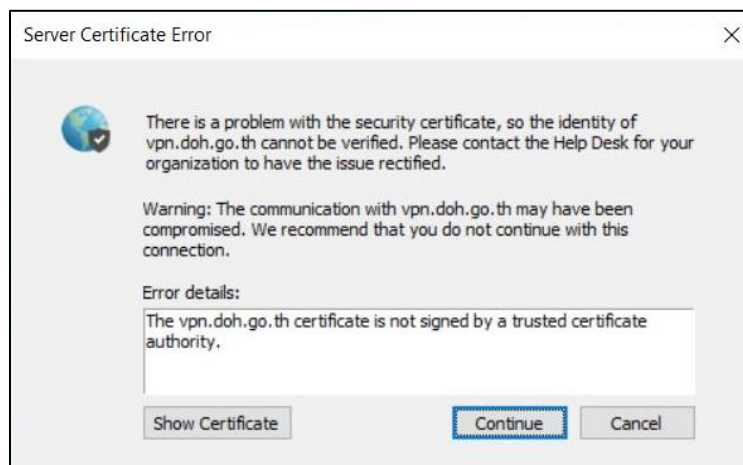 Server Certificate Error
There is a problem with the security certificate, so the identity of
vpn.doh.go.th cannot be verified. Please contact the Help Desk for your
organization to have the issue rectified.
Warning: The communication with vpn.doh.go.th may have been
compromised. We recommend that you do not continue with this
connection.
Error details:
The vpn.doh.go.th certificate is not signed by a trusted certificate
authority.
Show Certificate Continue Cancel